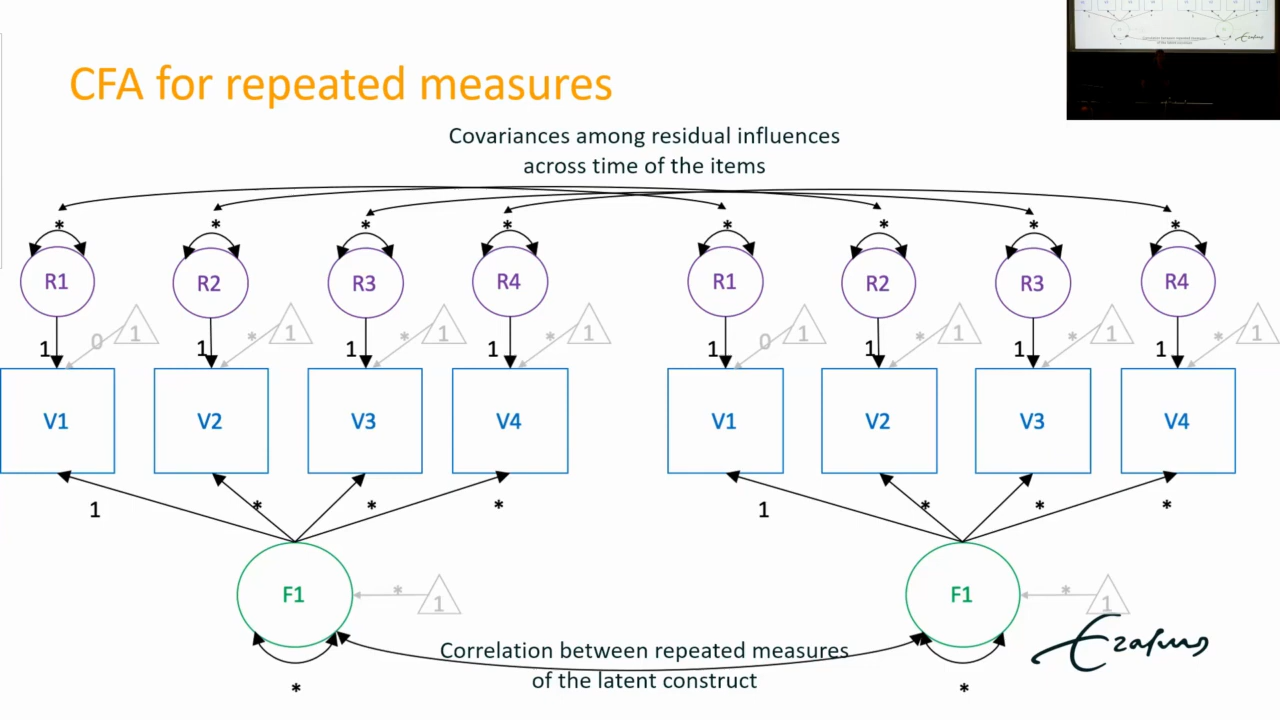 CFA for repeated measures
Covariances among residual influences
across time of the items
* * * * * * * *
R1 R2 R3 R4 R1 R2 R3 R4
0 1 * 1 * 1 * 1 0 1 * 1 * 1 * 1
1 1 1 1 1 1 1 1
V1 V2 V3 V4 V1 V2 V3 V4
1 * * * 1 * * *
F1 * 1 F1 * 1
Erasmus
Correlation between repeated measures
of the latent construct
* *